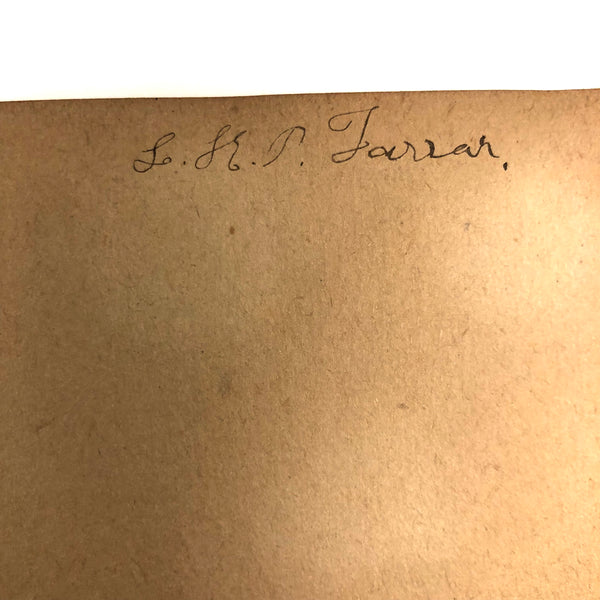 L. H. P. Farrar.